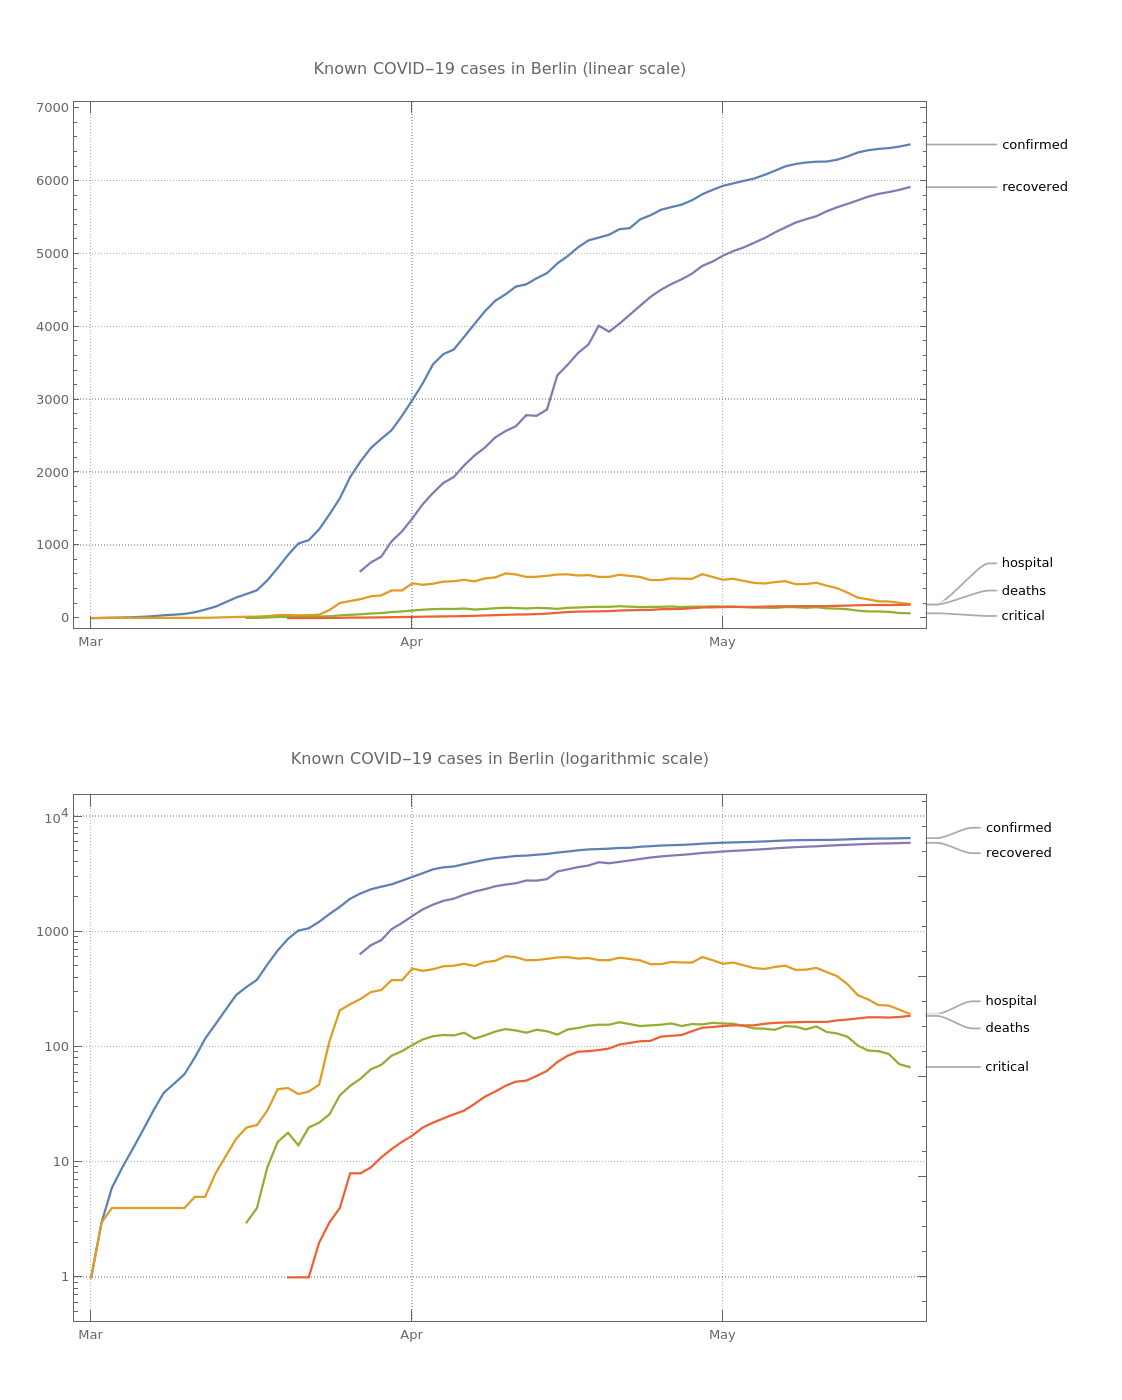 Known COVID‒19 cases in Berlin (linear scale)
7000
6000
5000
4000
3000
2000
1000
0
confirmed
recovered
hospital
deaths
critical
Mar Apr May
Known COVID‒19 cases in Berlin (logarithmic scale)
10⁴
1000
100
10
1
confirmed
recovered
hospital
deaths
critical
Mar Apr May